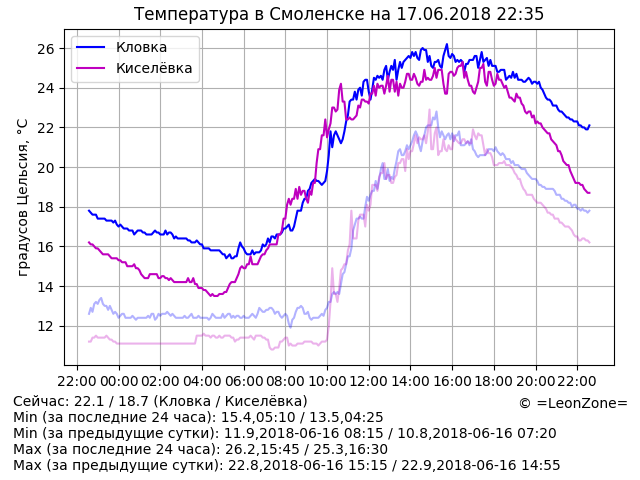 Температура в Смоленске на 17.06.2018 22:35
Кловка
Киселёвка
градусов Цельсия, °C
26
24
22
20
18
16
14
12
22:00 00:00 02:00 04:00 06:00 08:00 10:00 12:00 14:00 16:00 18:00 20:00 22:00
Сейчас: 22.1 / 18.7 (Кловка / Киселёвка)
© =LeonZone=
Min (за последние 24 часа): 15.4,05:10 / 13.5,04:25
Min (за предыдущие сутки): 11.9,2018-06-16 08:15 / 10.8,2018-06-16 07:20
Max (за последние 24 часа): 26.2,15:45 / 25.3,16:30
Max (за предыдущие сутки): 22.8,2018-06-16 15:15 / 22.9,2018-06-16 14:55